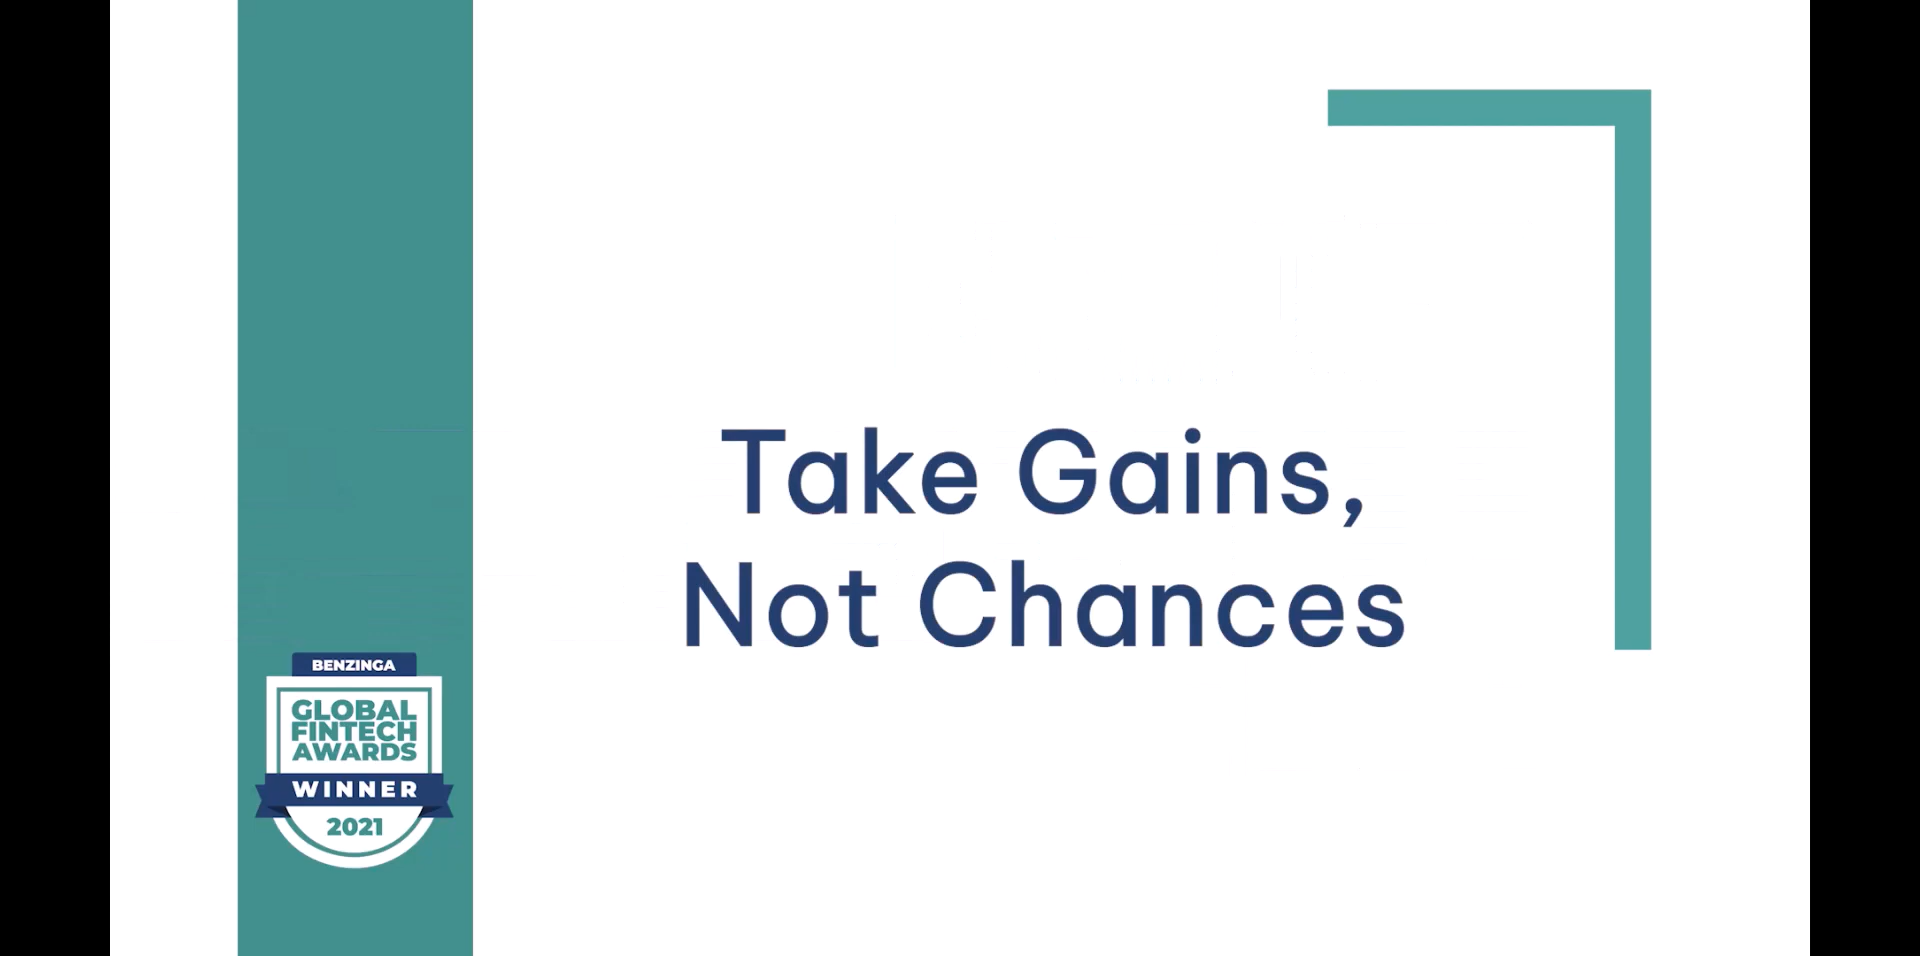 Take Gains,
Not Chances
BENZINGA
GLOBAL
FINTECH
AWARDS
WINNER
2021